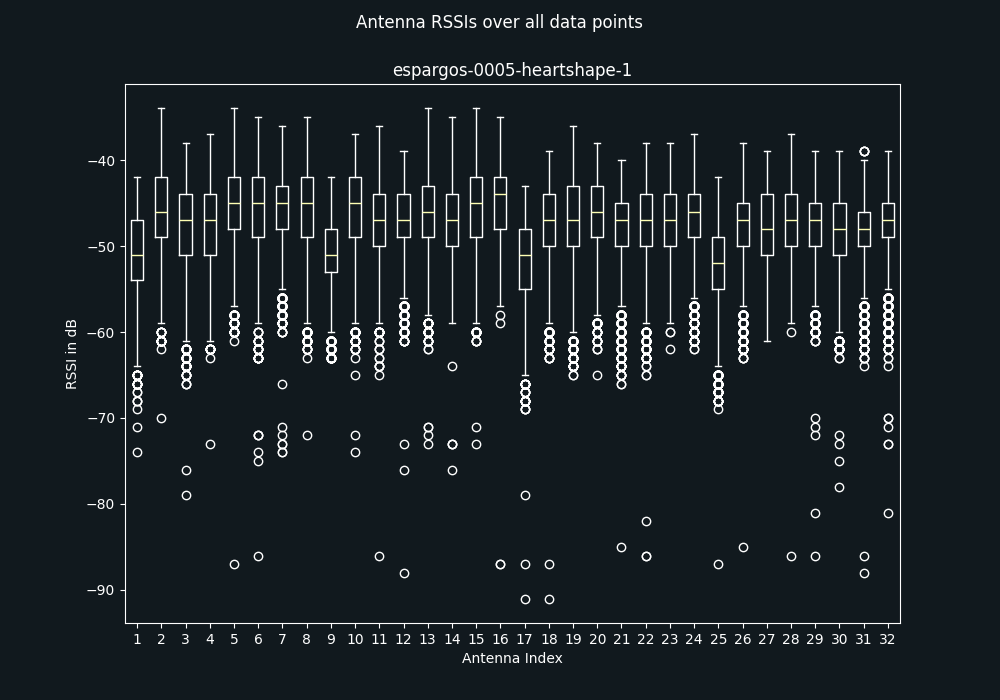 Antenna RSSIs over all data points
espargos-0005-heartshape-1
RSSI in dB
−40
−50
−60
−70
−80
−90
1 2 3 4 5 6 7 8 9 10 11 12 13 14 15 16 17 18 19 20 21 22 23 24 25 26 27 28 29 30 31 32
Antenna Index